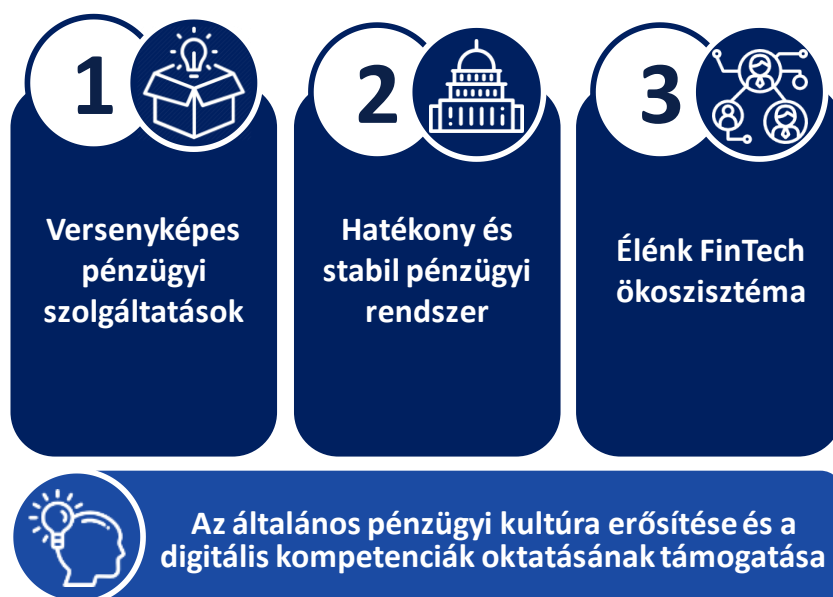 1
Versenyképes
pénzügyi
szolgáltatások
2
Hatékony és
stabil pénzügyi
rendszer
3
Élénk FinTech
ökoszisztéma
Az általános pénzügyi kultúra erősítése és a
digitális kompetenciák oktatásának támogatása